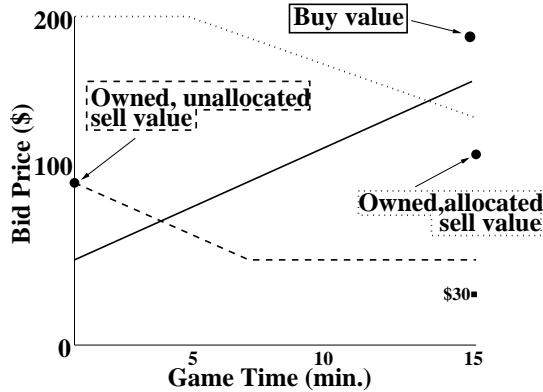 200
Buy value
Owned, unallocated
sell value
Bid Price ($)
100
Owned,allocated
sell value
$30
0
5
10
15
Game Time (min.)